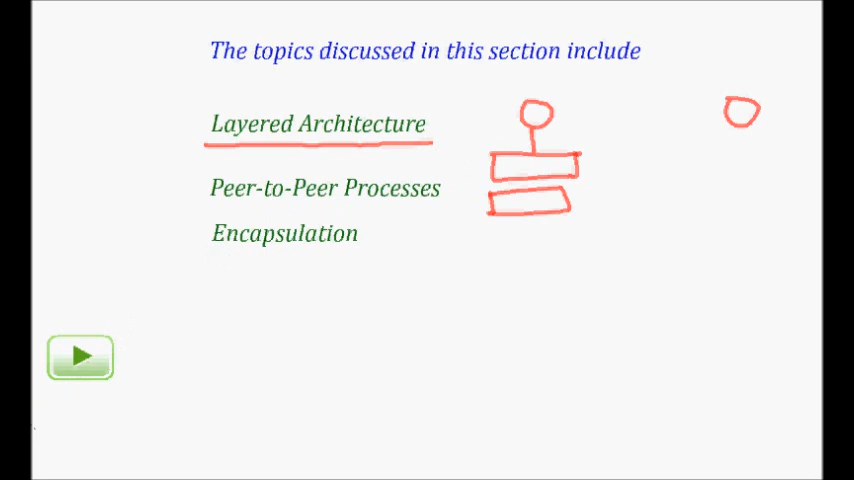 The topics discussed in this section include
Layered Architecture
Peer-to-Peer Processes
Encapsulation